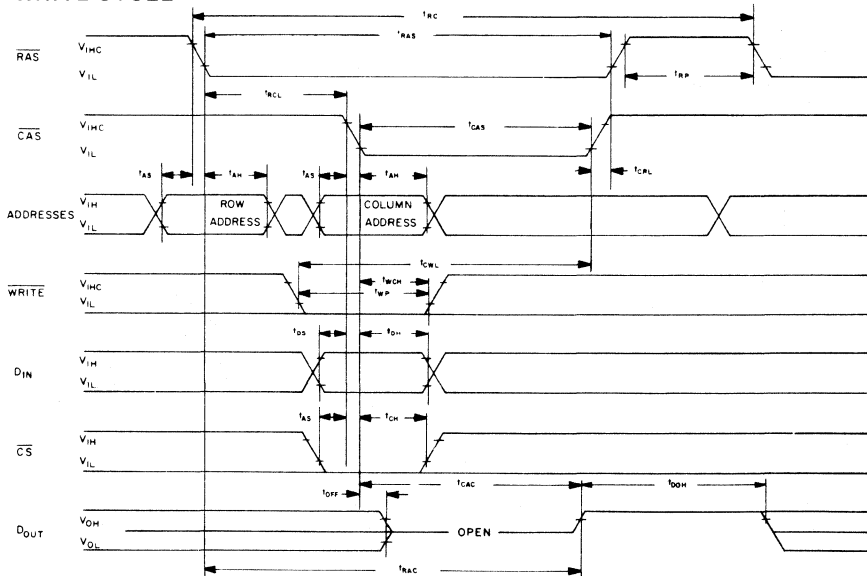 tRC
tRAS
RAS
VIHC
VIL
tRP
tRCL
CAS
VIHC
VIL
tCAS
tAS
tAH
tAS
tAH
tCRL
ADDRESSES
VIH
VIL
ROW
ADDRESS
COLUMN
ADDRESS
tCWL
WRITE
VIHC
VIL
tWCH
tWP
tDS
tDH
DIN
VIH
VIL
tAS
tCH
CS
VIH
VIL
tCAC
tDOH
tOFF
DOUT
VOH
VOL
OPEN
tRAC